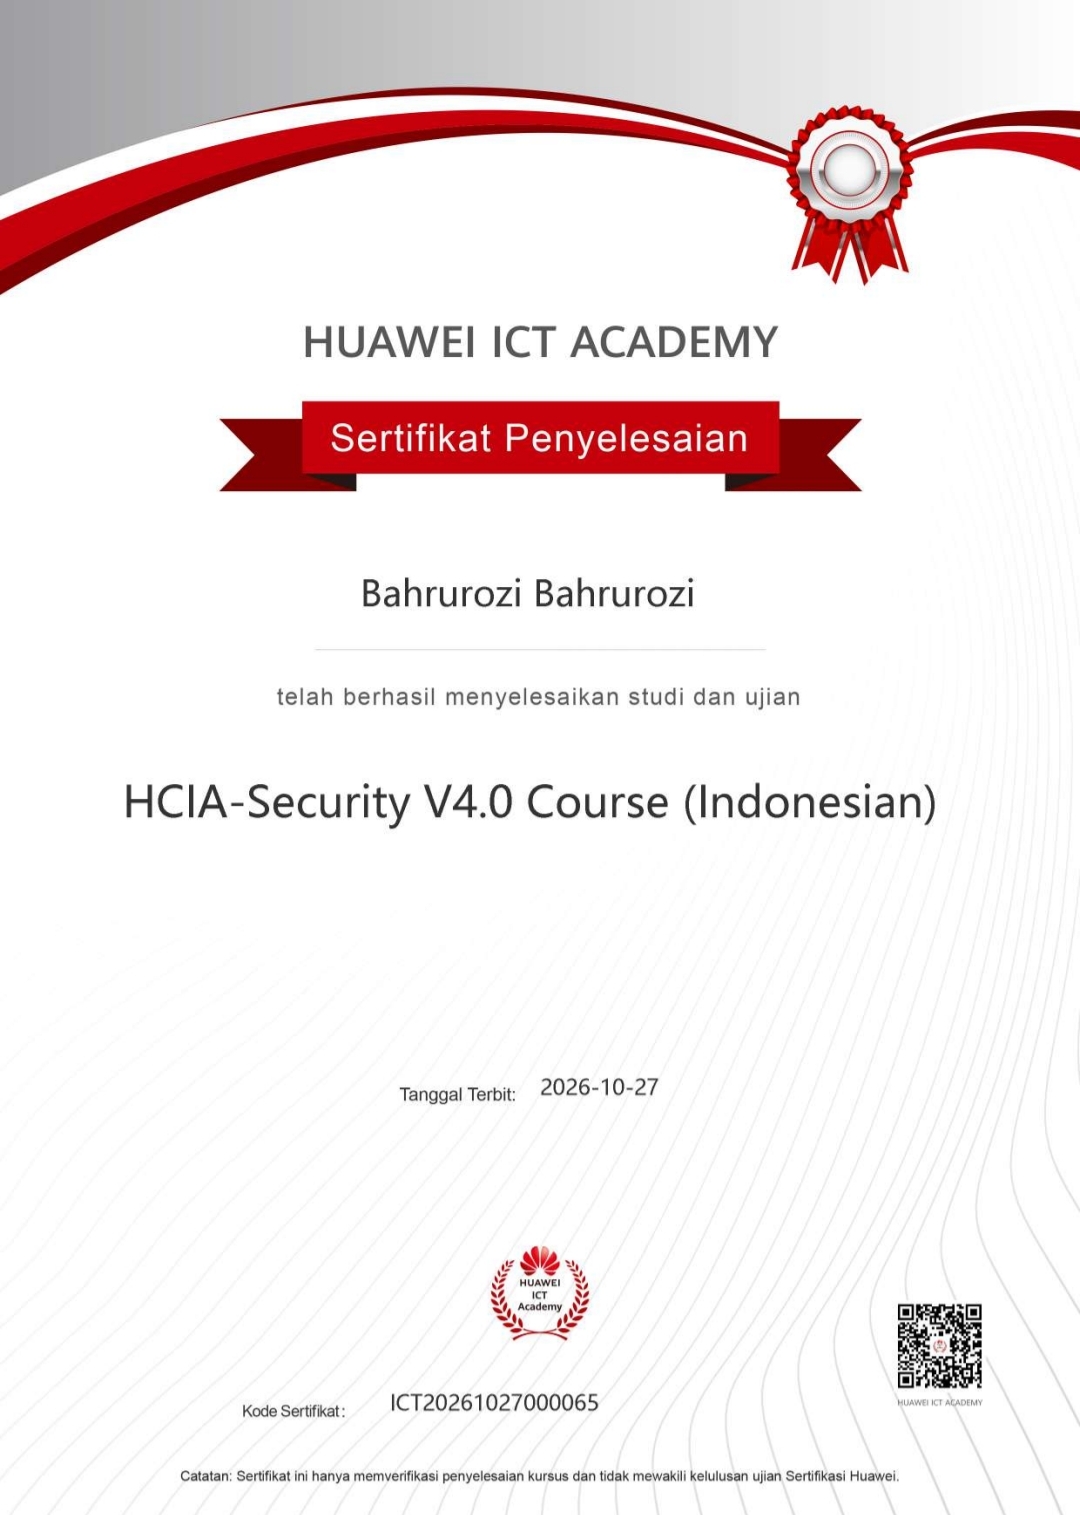 HUAWEI ICT ACADEMY
Sertifikat Penyelesaian
Bahrurozi Bahrurozi
telah berhasil menyelesaikan studi dan ujian
HCIA-Security V4.0 Course (Indonesian)
Tanggal Terbit: 2026-10-27
HUAWEI
ICT
Academy
HUAWEI ICT ACADEMY
Kode Sertifikat: ICT20261027000065
Catatan: Sertifikat ini hanya memverifikasi penyelesaian kursus dan tidak mewakili kelulusan ujian Sertifikasi Huawei.